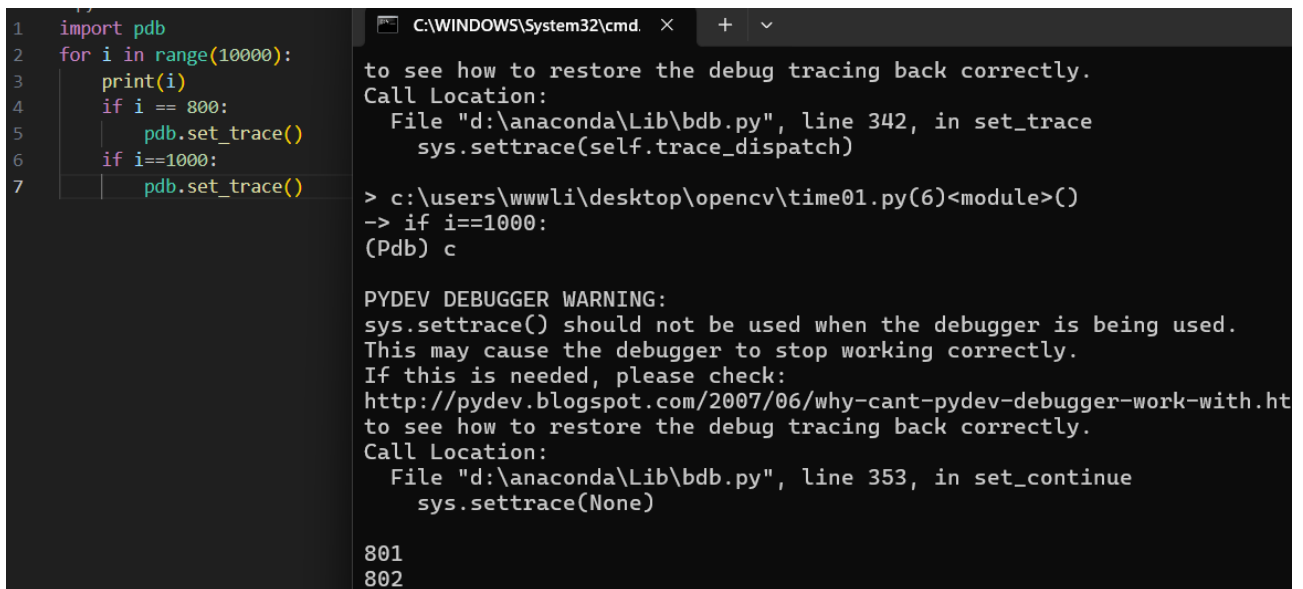 1 import pdb
2 for i in range(10000):
3     print(i)
4     if i == 800:
5         pdb.set_trace()
6     if i==1000:
7         pdb.set_trace()
C:\WINDOWS\System32\cmd.
to see how to restore the debug tracing back correctly.
Call Location:
  File "d:\anaconda\Lib\bdb.py", line 342, in set_trace
    sys.settrace(self.trace_dispatch)
> c:\users\wwwli\desktop\opencv\time01.py(6)<module>()
-> if i==1000:
(Pdb) c
PYDEV DEBUGGER WARNING:
sys.settrace() should not be used when the debugger is being used.
This may cause the debugger to stop working correctly.
If this is needed, please check:
http://pydev.blogspot.com/2007/06/why-cant-pydev-debugger-work-with.ht
to see how to restore the debug tracing back correctly.
Call Location:
  File "d:\anaconda\Lib\bdb.py", line 353, in set_continue
    sys.settrace(None)
801
802